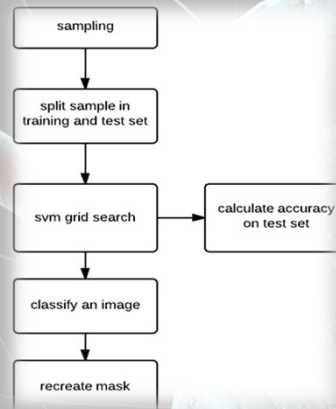 sampling
split sample in
training and test set
svm grid search
calculate accuracy
on test set
classify an image
recreate mask